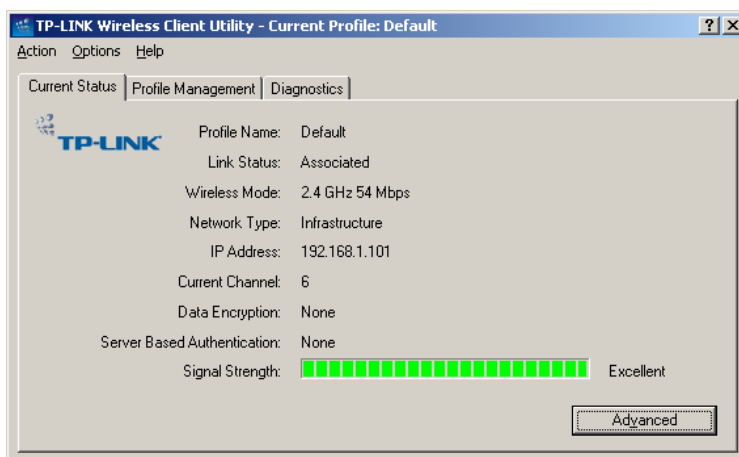 TP-LINK Wireless Client Utility - Current Profile: Default
Action Options Help
Current Status Profile Management Diagnostics
TP-LINK
Profile Name: Default
Link Status: Associated
Wireless Mode: 2.4 GHz 54 Mbps
Network Type: Infrastructure
IP Address: 192.168.1.101
Current Channel: 6
Data Encryption: None
Server Based Authentication: None
Signal Strength: Excellent
Advanced